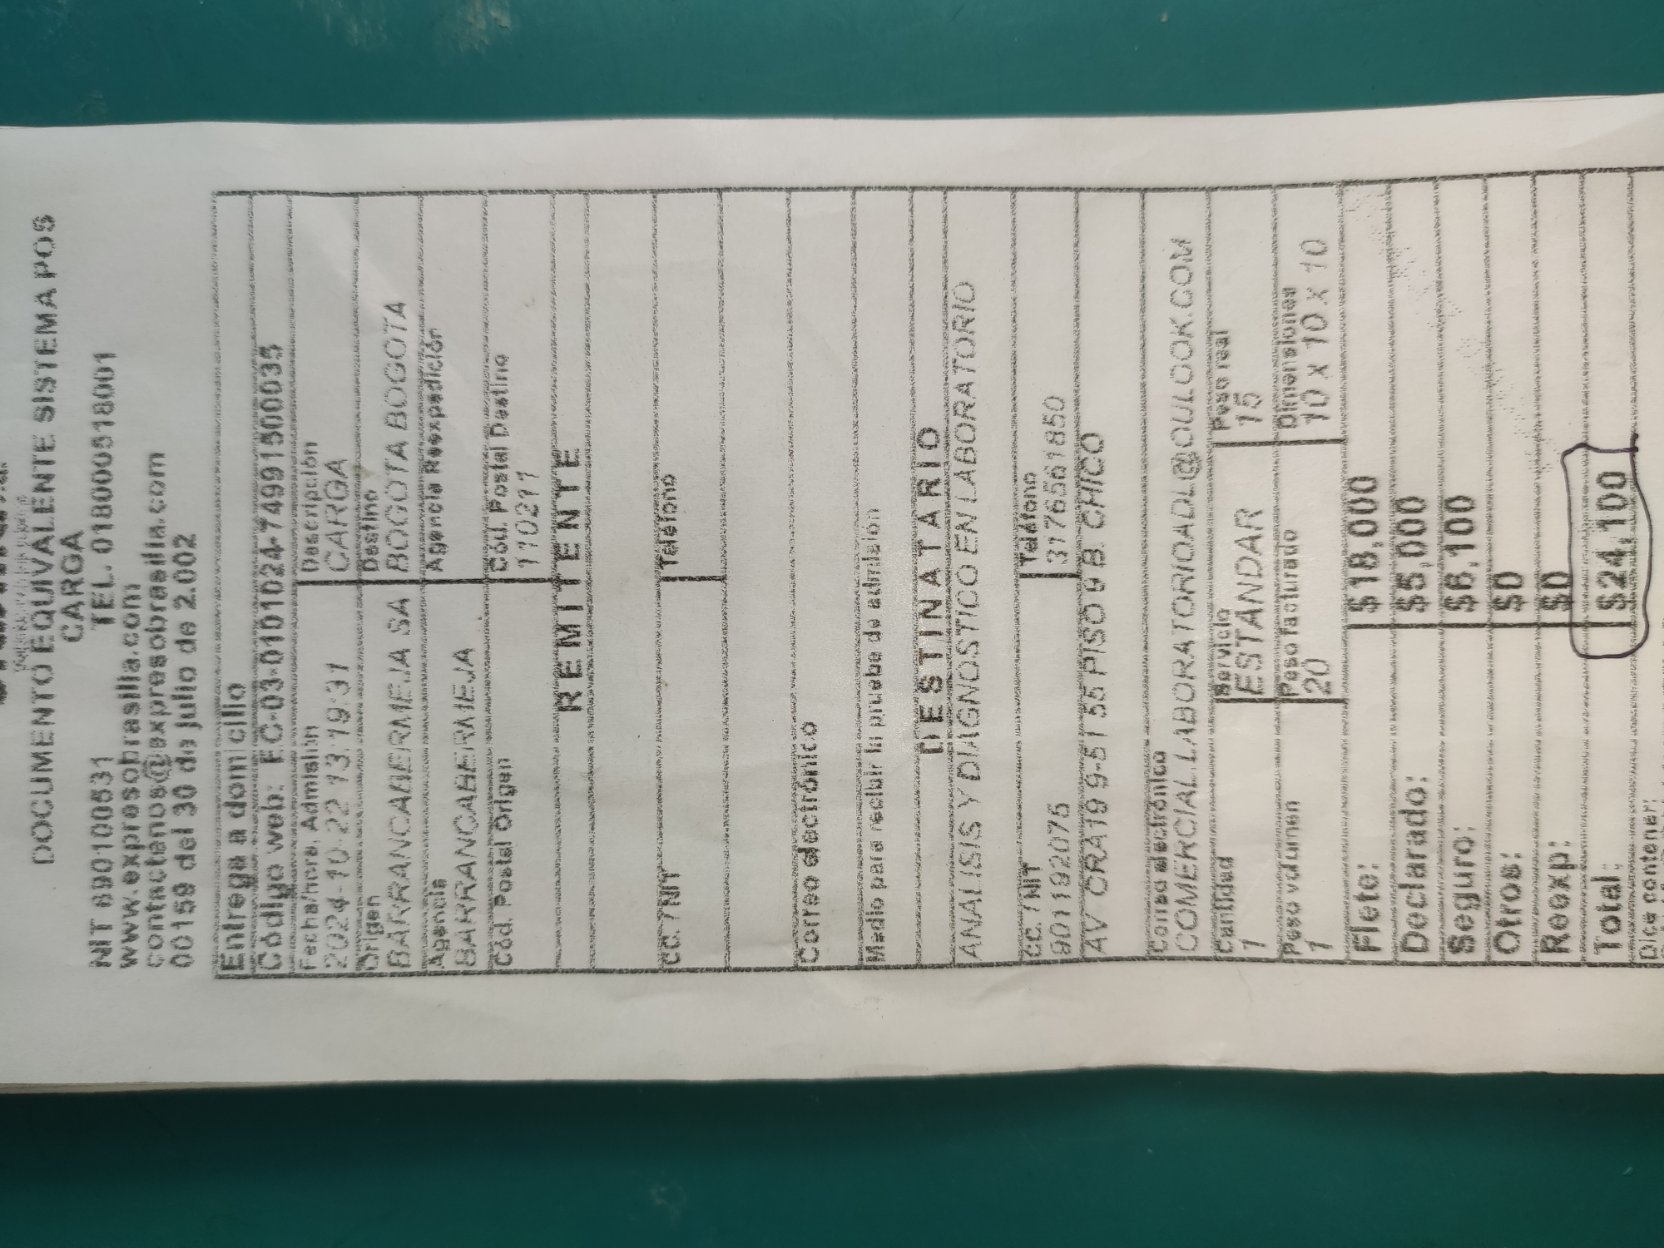 DOCUMENTO EQUIVALENTE SISTEMA POS
CARGA
NIT 890100531 TEL. 018000518001
www.expresobrasilia.com
contactenos@expresobrasilia.com
00159 del 30 de julio de 2.002
Entrega a domicilio
Código web: FC-03-0101024-7499150003
Fecha/hora. Admisión Descripción
2024-10-22 13:19:31 CARGA
Origen Destino
BARRANCABERMEJA SA BOGOTA BOGOTA
Agencia Agencia Reexpedición
BARRANCABERMEJA
Cód. Postal Origen Cód. Postal Destino
110211
REMITENTE
CC./NIT Teléfono
Correo electrónico
Medio para recibir la prueba de admisión
DESTINATARIO
ANALISIS Y DIAGNOSTICO EN LABORATORIO
CC./NIT Teléfono
901192075 3176561850
AV CRA19 9-51 55 PISO 9 B. CHICO
Correo electrónico
COMERCIAL.LABORATORIOADL@OULOOK.COM
Cantidad Servicio Peso real
1 ESTANDAR 15
Peso volumen Peso facturado Dimensiones
1 20 10 x 10 x 10
Flete: $18,000
Declarado: $5,000
Seguro: $6,100
Otros: $0
Reexp: $0
Total: $24,100
Dice contener: